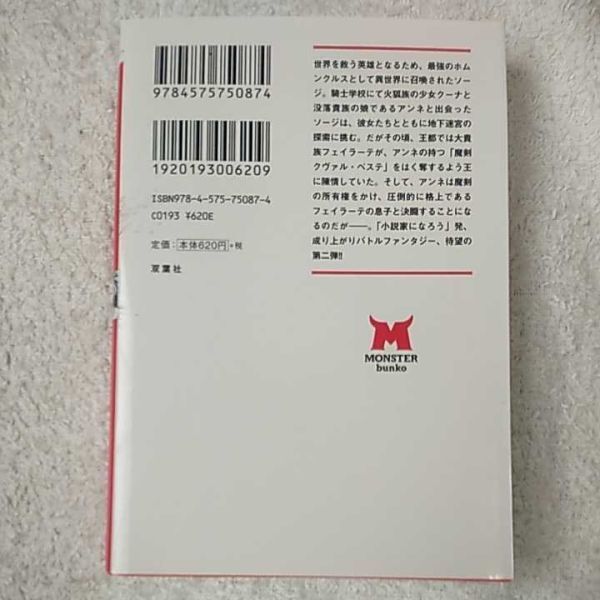 9784575750874
1920193006209
ISBN978-4-575-75087-4
C0193 ¥620E
定価:本体620円+税
双葉社
世界を救う英雄となるため、最強のホム
ンクルスとして異世界に召喚されたソー
ジ。騎士学校にて火狐族の少女クーナと
没落貴族の娘であるアンネと出会った
ソージは、彼女たちとともに地下迷宮の
探索に挑む。だがその頃、王都では大貴
族フェイラーテが、アンネの持つ「魔剣
クヴァル・ベステ」をはく奪するよう王
に陳情していた。そして、アンネは魔剣
の所有権をかけ、圧倒的に格上である
フェイラーテの息子と決闘することにな
るのだが――。「小説家になろう」発、
成り上がりバトルファンタジー、待望の
第二弾!!
MONSTER
bunko